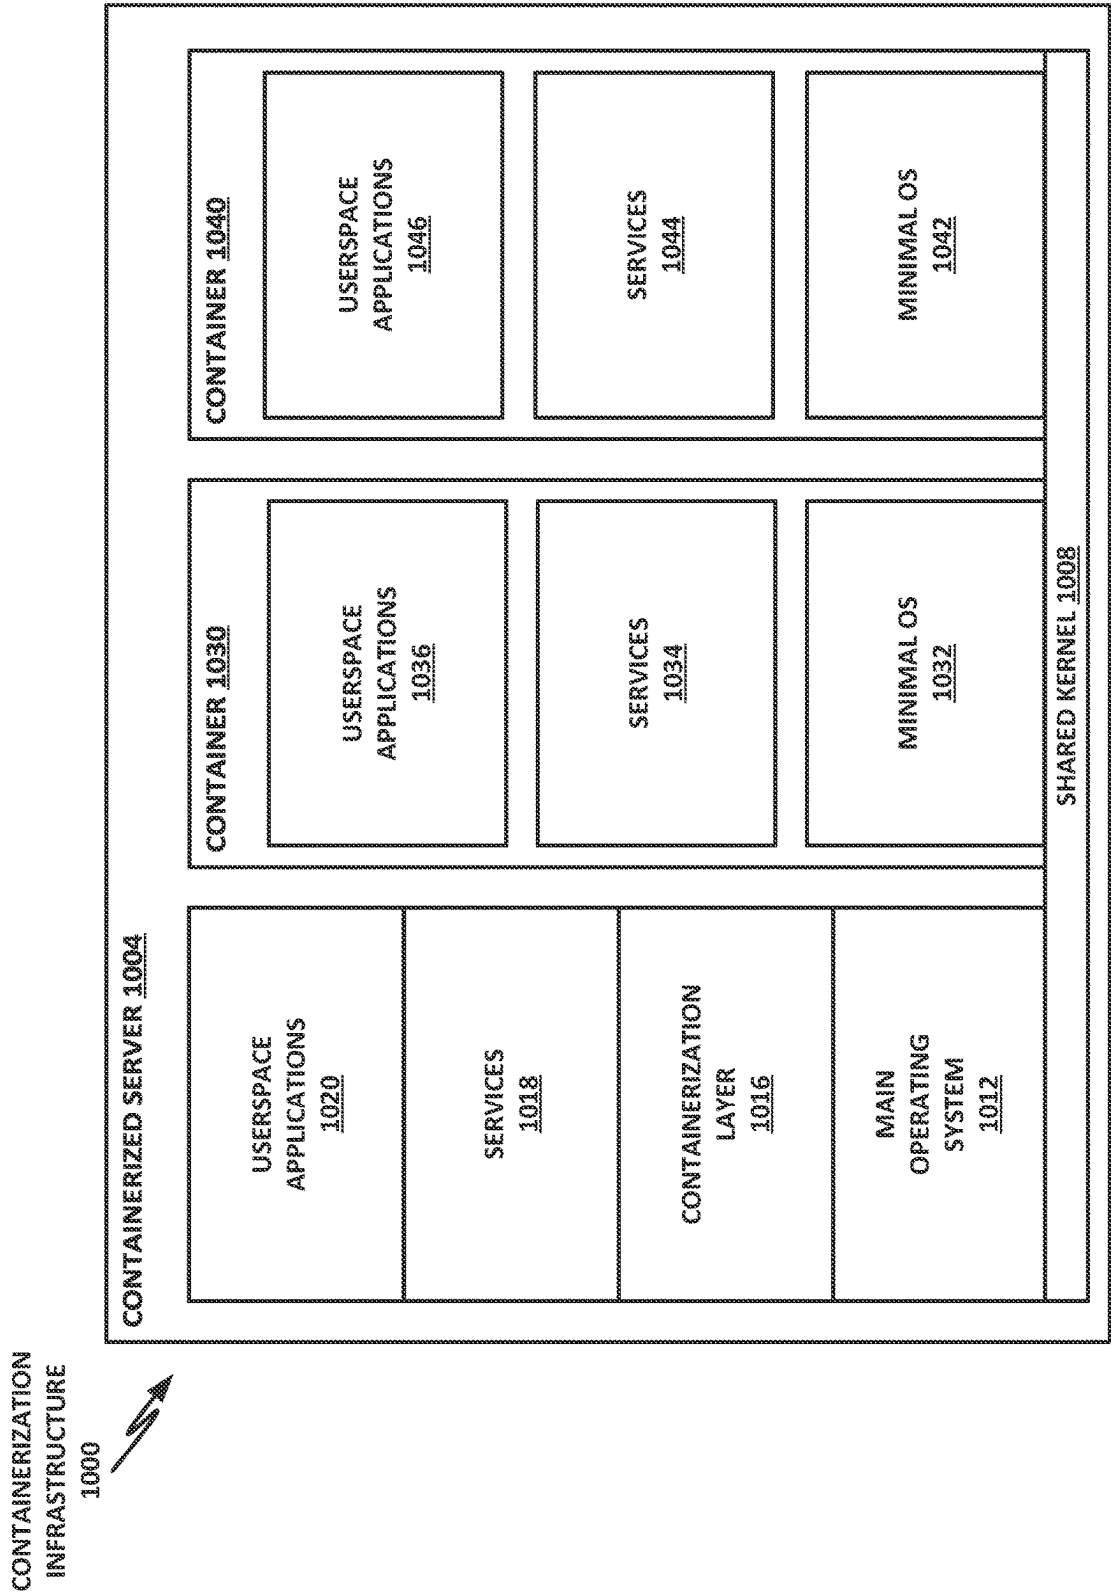 CONTAINERIZATION
INFRASTRUCTURE
1000
CONTAINERIZED SERVER 1004
USERSPACE
APPLICATIONS
1020
SERVICES
1018
CONTAINERIZATION
LAYER
1016
MAIN
OPERATING
SYSTEM
1012
CONTAINER 1030
USERSPACE
APPLICATIONS
1036
SERVICES
1034
MINIMAL OS
1032
CONTAINER 1040
USERSPACE
APPLICATIONS
1046
SERVICES
1044
MINIMAL OS
1042
SHARED KERNEL 1008